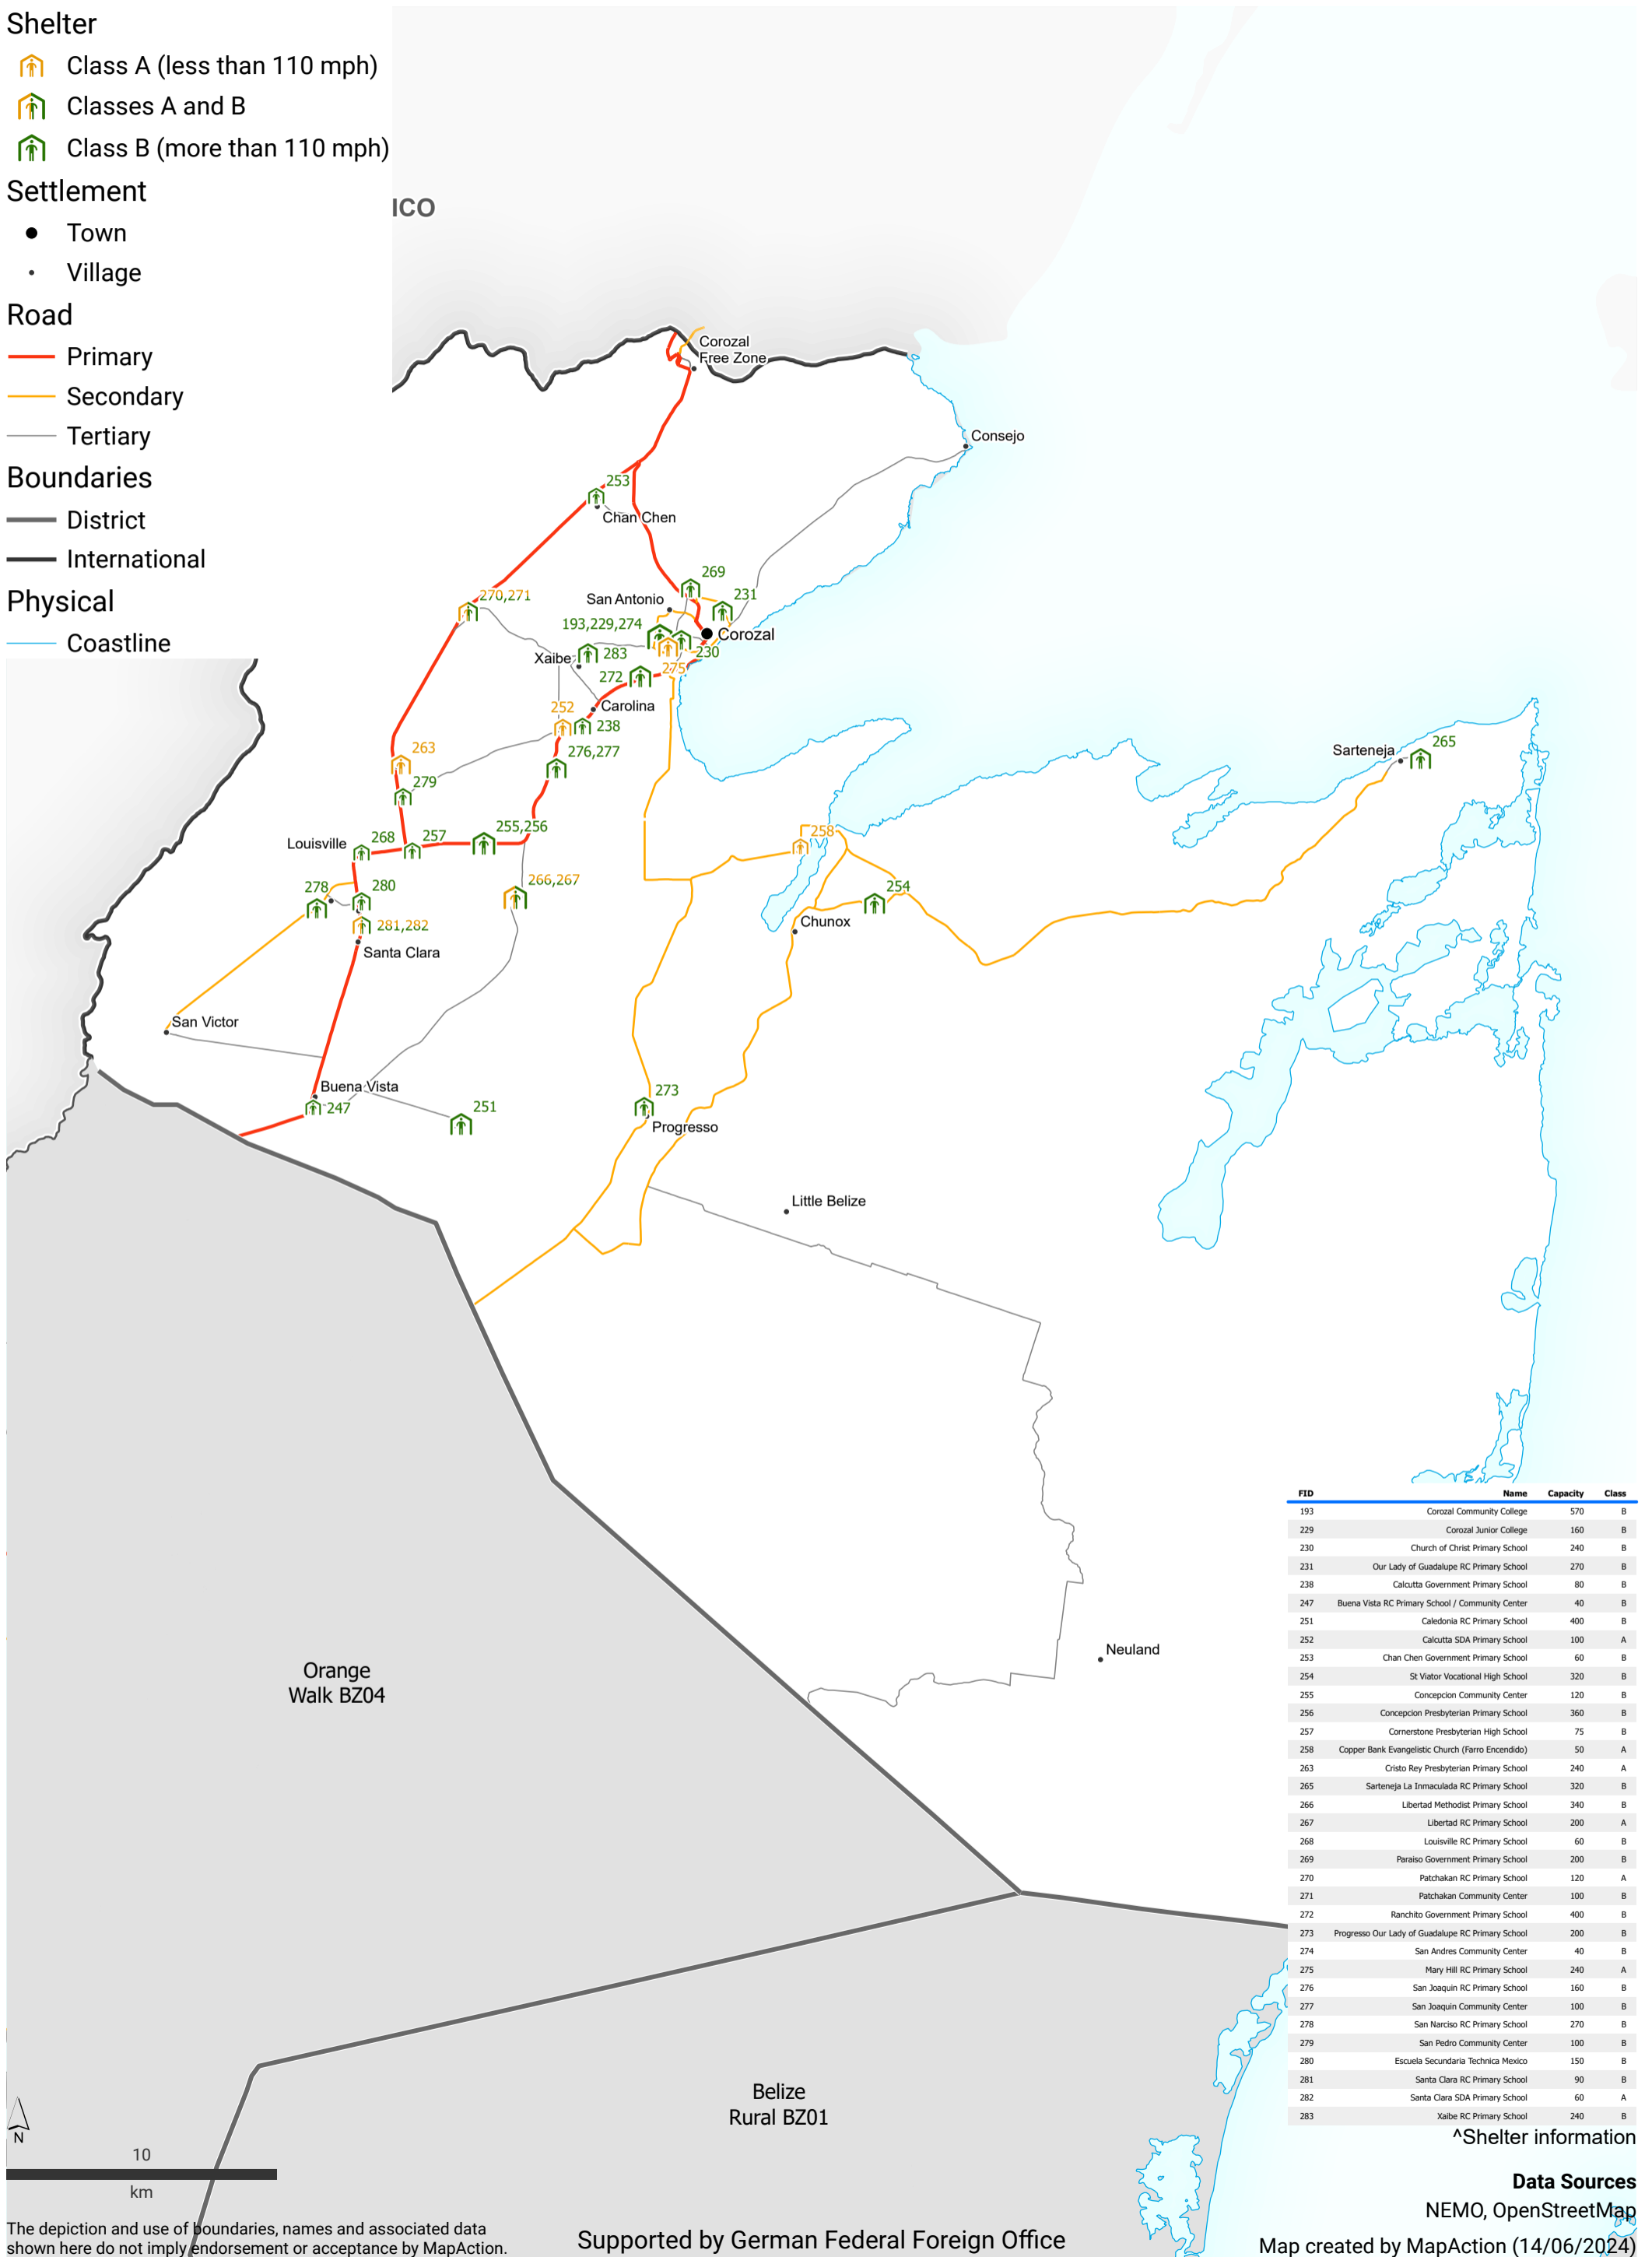 Shelter
Class A (less than 110 mph)
Classes A and B
Class B (more than 110 mph)
Settlement
Town
Village
Road
Primary
Secondary
Tertiary
Boundaries
District
International
Physical
Coastline
ICO
Corozal
Free Zone
Consejo
253
Chan Chen
269
270,271
San Antonio
231
193,229,274
Corozal
Xaibe
283
230
275
272
252
Carolina
238
276,277
263
279
Sarteneja
265
Louisville
268
257
255,256
258
278
280
266,267
254
281,282
Chunox
Santa Clara
San Victor
Buena Vista
247
251
273
Progresso
Little Belize
Neuland
Orange
Walk BZ04
Belize
Rural BZ01
FID Name Capacity Class
193 Corozal Community College 570 B
229 Corozal Junior College 160 B
230 Church of Christ Primary School 240 B
231 Our Lady of Guadalupe RC Primary School 270 B
238 Calcutta Government Primary School 80 B
247 Buena Vista RC Primary School / Community Center 40 B
251 Caledonia RC Primary School 400 B
252 Calcutta SDA Primary School 100 A
253 Chan Chen Government Primary School 60 B
254 St Viator Vocational High School 320 B
255 Concepcion Community Center 120 B
256 Concepcion Presbyterian Primary School 360 B
257 Cornerstone Presbyterian High School 75 B
258 Copper Bank Evangelistic Church (Farro Encendido) 50 A
263 Cristo Rey Presbyterian Primary School 240 A
265 Sarteneja La Inmaculada RC Primary School 320 B
266 Libertad Methodist Primary School 340 B
267 Libertad RC Primary School 200 A
268 Louisville RC Primary School 60 B
269 Paraiso Government Primary School 200 B
270 Patchakan RC Primary School 120 A
271 Patchakan Community Center 100 B
272 Ranchito Government Primary School 400 B
273 Progresso Our Lady of Guadalupe RC Primary School 200 B
274 San Andres Community Center 40 B
275 Mary Hill RC Primary School 240 A
276 San Joaquin RC Primary School 160 B
277 San Joaquin Community Center 100 B
278 San Narciso RC Primary School 270 B
279 San Pedro Community Center 100 B
280 Escuela Secundaria Technica Mexico 150 B
281 Santa Clara RC Primary School 90 B
282 Santa Clara SDA Primary School 60 A
283 Xaibe RC Primary School 240 B
^Shelter information
Data Sources
NEMO, OpenStreetMap
Map created by MapAction (14/06/2024)
N
10
km
The depiction and use of boundaries, names and associated data
shown here do not imply endorsement or acceptance by MapAction.
Supported by German Federal Foreign Office